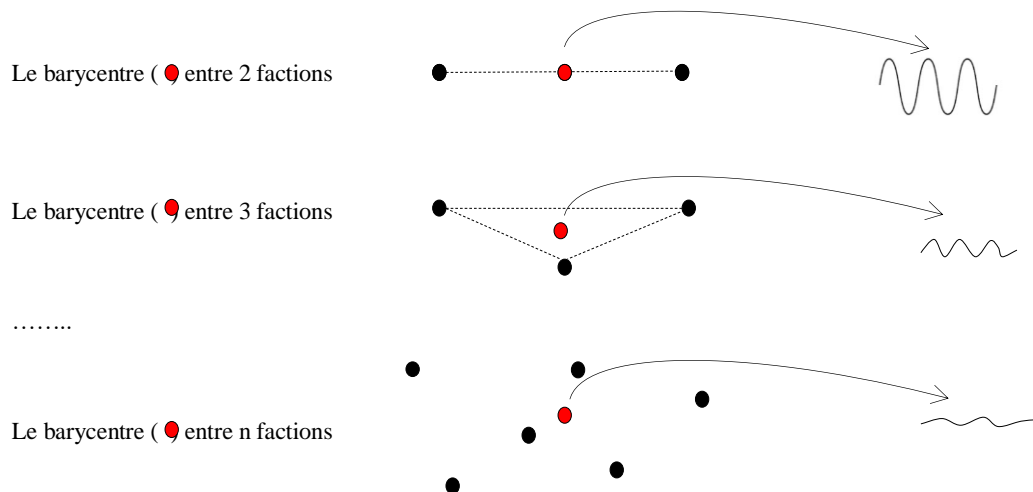 Le barycentre ( ) entre 2 factions
Le barycentre ( ) entre 3 factions
……...
Le barycentre ( ) entre n factions